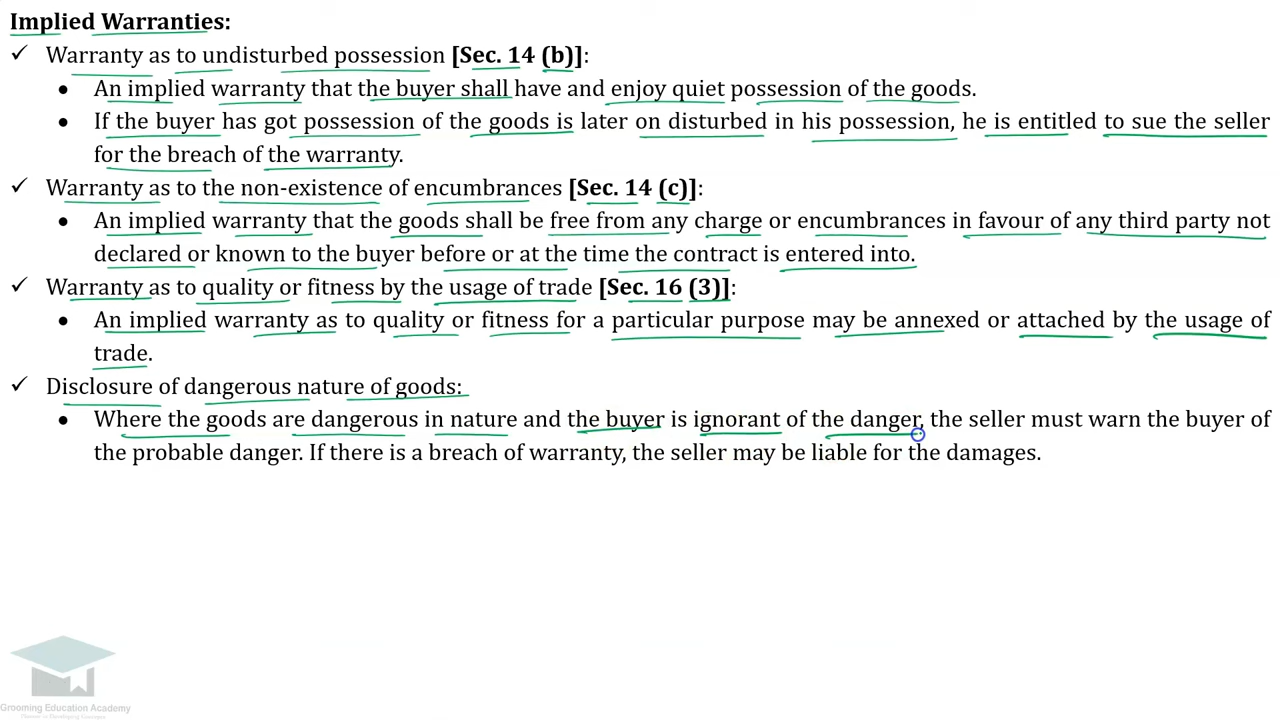 Implied Warranties:
✓ Warranty as to undisturbed possession [Sec. 14 (b)]:
• An implied warranty that the buyer shall have and enjoy quiet possession of the goods.
• If the buyer has got possession of the goods is later on disturbed in his possession, he is entitled to sue the seller
for the breach of the warranty.
✓ Warranty as to the non-existence of encumbrances [Sec. 14 (c)]:
• An implied warranty that the goods shall be free from any charge or encumbrances in favour of any third party not
declared or known to the buyer before or at the time the contract is entered into.
✓ Warranty as to quality or fitness by the usage of trade [Sec. 16 (3)]:
• An implied warranty as to quality or fitness for a particular purpose may be annexed or attached by the usage of
trade.
✓ Disclosure of dangerous nature of goods:
• Where the goods are dangerous in nature and the buyer is ignorant of the danger, the seller must warn the buyer of
the probable danger. If there is a breach of warranty, the seller may be liable for the damages.
Grooming Education Academy